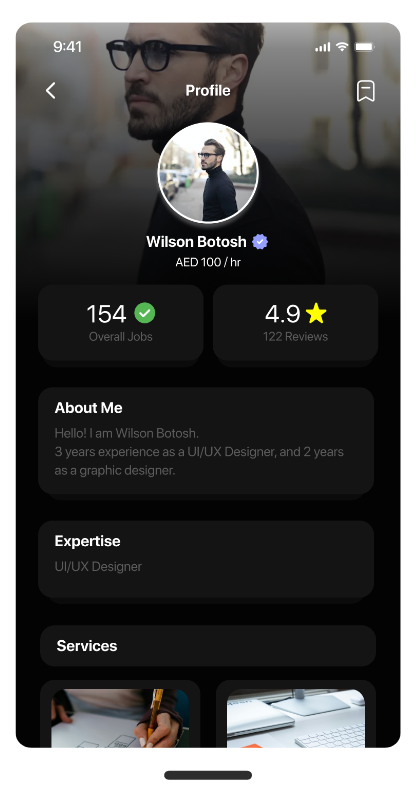 9:41
Profile
Wilson Botosh
AED 100 / hr
154
Overall Jobs
4.9
122 Reviews
About Me
Hello! I am Wilson Botosh.
3 years experience as a UI/UX Designer, and 2 years
as a graphic designer.
Expertise
UI/UX Designer
Services